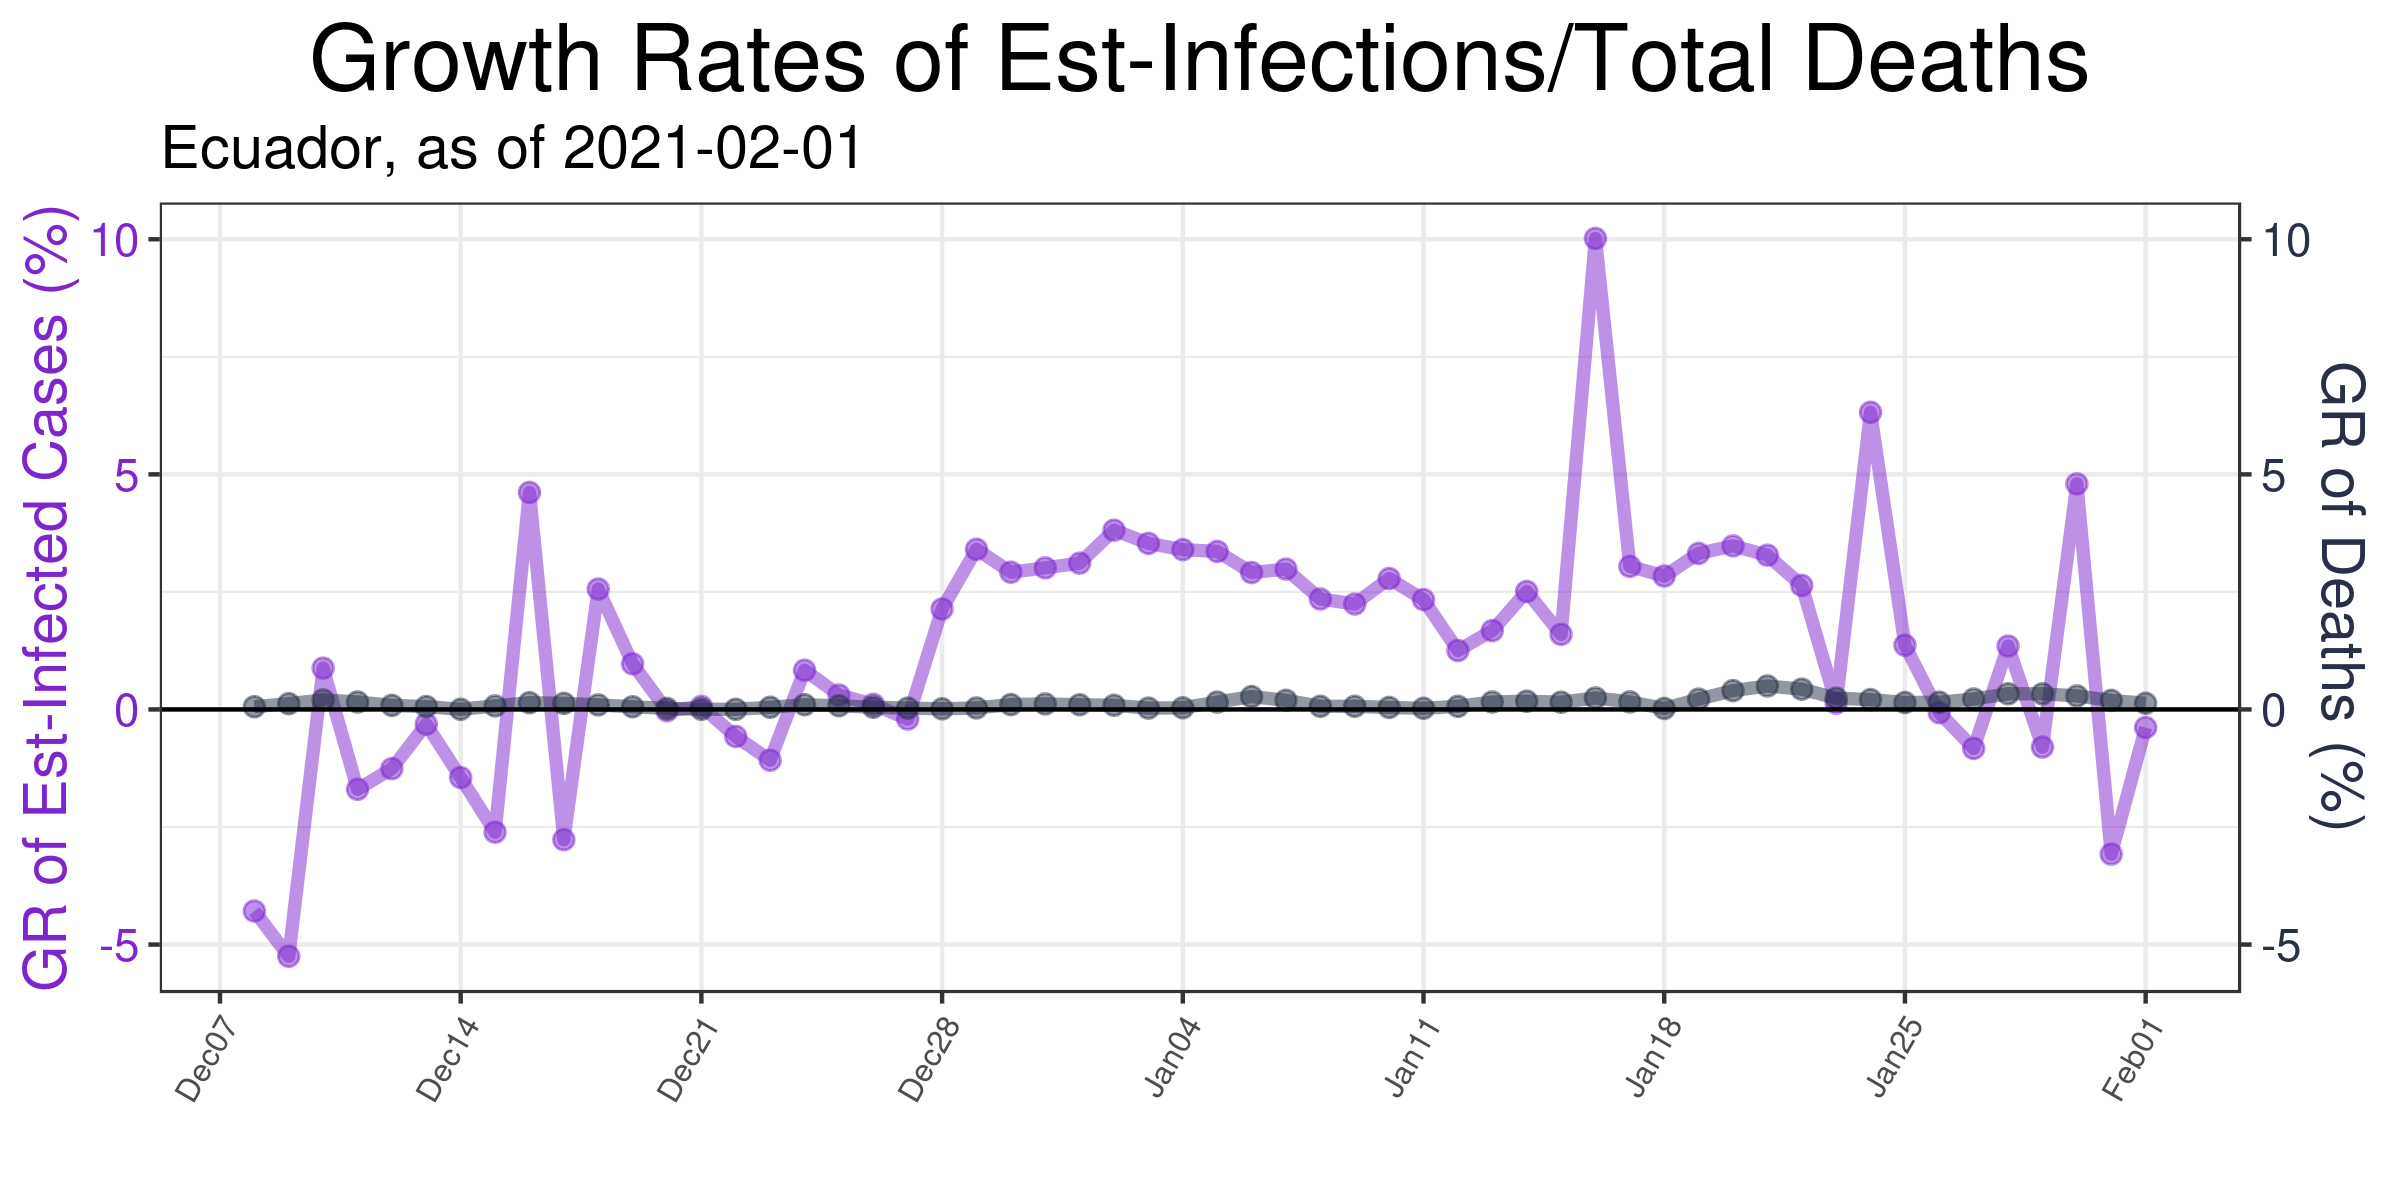 Growth Rates of Est-Infections/Total Deaths
Ecuador, as of 2021-02-01
GR of Est-Infected Cases (%)
10
5
0
-5
10
5
0
-5
GR of Deaths (%)
Dec07
Dec14
Dec21
Dec28
Jan04
Jan11
Jan18
Jan25
Feb01